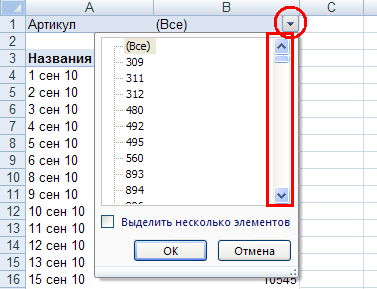 A B C D
1 Артикул (Все)
2
3 Названия
4 1 сен 10
5 2 сен 10
6 3 сен 10
7 4 сен 10
8 5 сен 10
9 6 сен 10
10 8 сен 10
11 9 сен 10
12 10 сен 10
13 11 сен 10
14 12 сен 10
15 13 сен 10
16 15 сен 10 10545
(Все)
309
311
312
480
492
495
560
893
894
Выделить несколько элементов
ОК Отмена